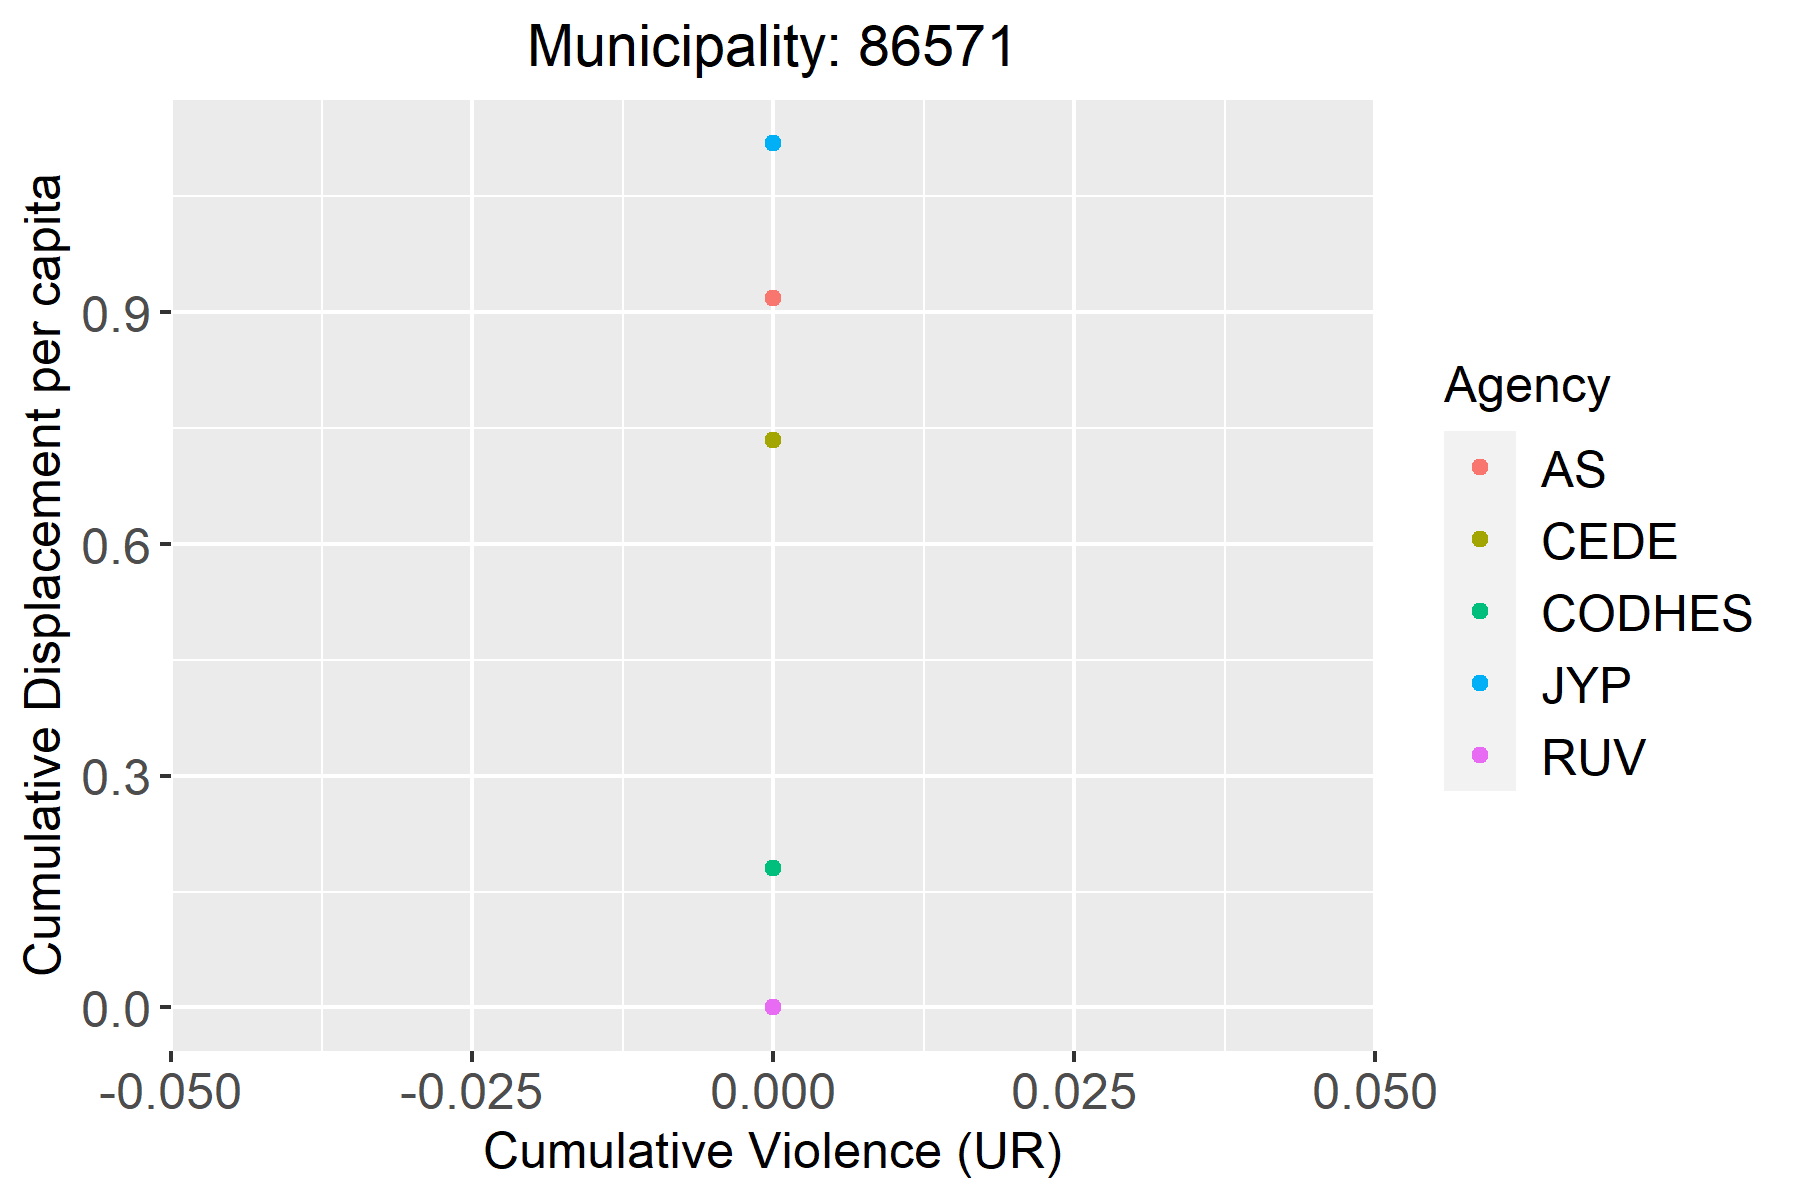 Municipality: 86571
Cumulative Displacement per capita
0.9
0.6
0.3
0.0
-0.050 -0.025 0.000 0.025 0.050
Cumulative Violence (UR)
Agency
AS
CEDE
CODHES
JYP
RUV